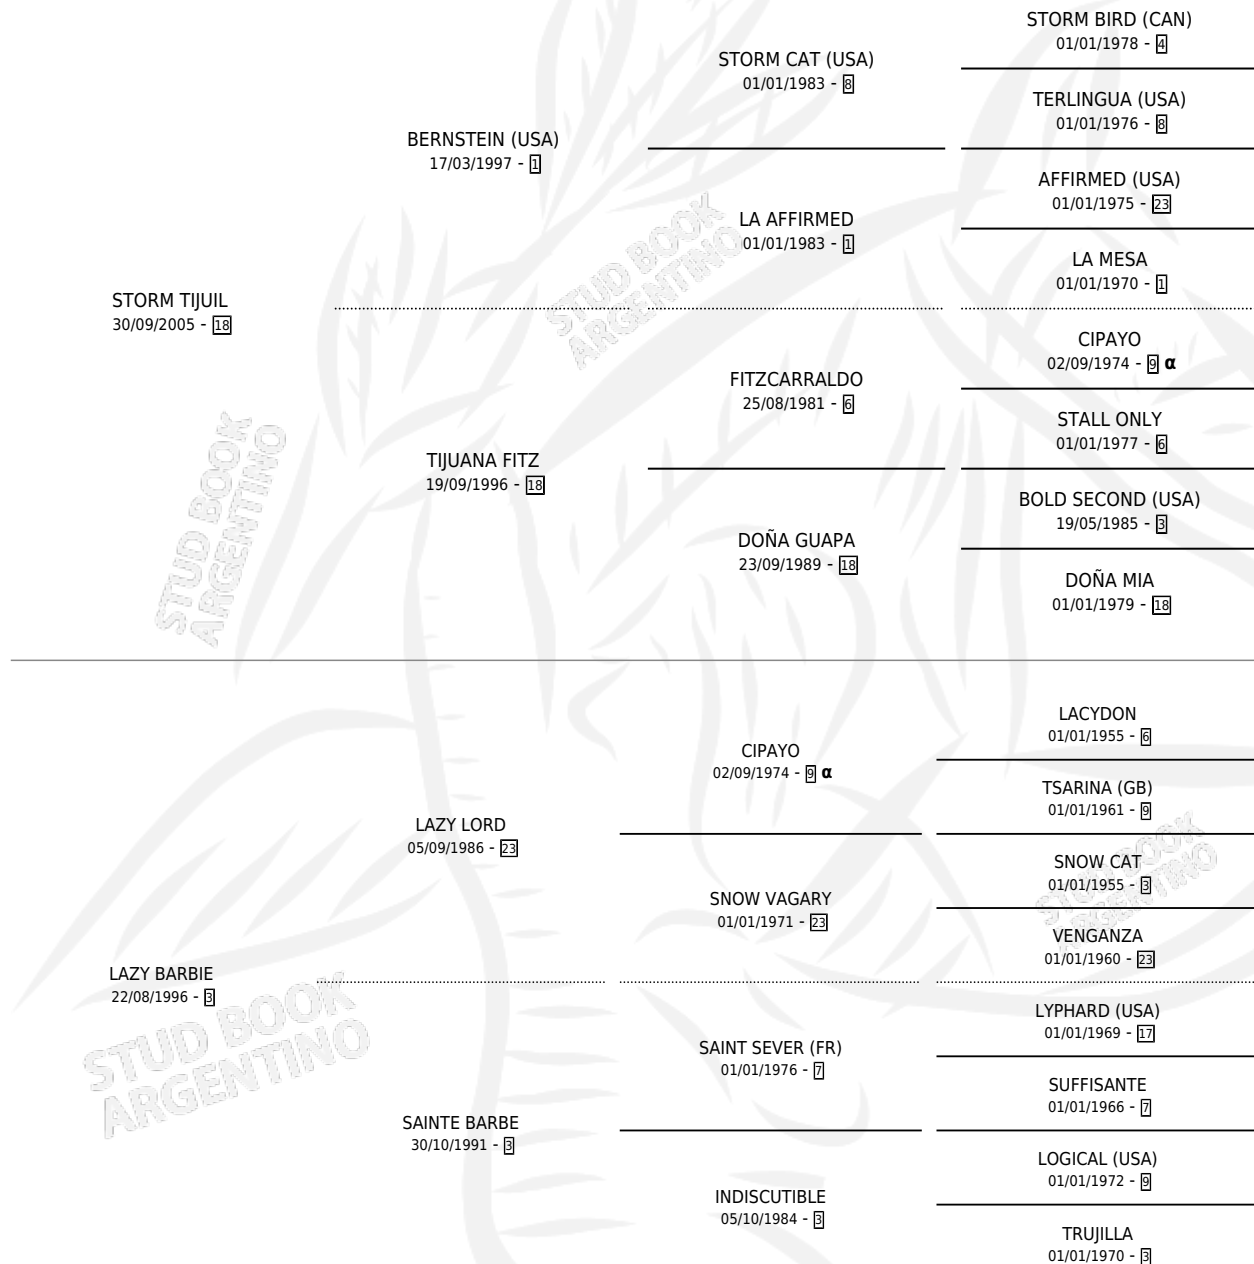 STORM BIRD (CAN)
01/01/1978 - 4
STORM CAT (USA)
01/01/1983 - 8
TERLINGUA (USA)
01/01/1976 - 8
BERNSTEIN (USA)
17/03/1997 - 1
AFFIRMED (USA)
01/01/1975 - 23
LA AFFIRMED
01/01/1983 - 1
LA MESA
01/01/1970 - 1
STORM TIJUIL
30/09/2005 - 18
CIPAYO
02/09/1974 - 9 α
FITZCARRALDO
25/08/1981 - 6
STALL ONLY
01/01/1977 - 6
TIJUANA FITZ
19/09/1996 - 18
BOLD SECOND (USA)
19/05/1985 - 3
DOÑA GUAPA
23/09/1989 - 18
DOÑA MIA
01/01/1979 - 18
LACYDON
01/01/1955 - 6
CIPAYO
02/09/1974 - 9 α
TSARINA (GB)
01/01/1961 - 9
LAZY LORD
05/09/1986 - 23
SNOW CAT
01/01/1955 - 3
SNOW VAGARY
01/01/1971 - 23
VENGANZA
01/01/1960 - 23
LAZY BARBIE
22/08/1996 - 3
LYPHARD (USA)
01/01/1969 - 17
SAINT SEVER (FR)
01/01/1976 - 7
SUFFISANTE
01/01/1966 - 7
SAINTE BARBE
30/10/1991 - 3
LOGICAL (USA)
01/01/1972 - 9
INDISCUTIBLE
05/10/1984 - 3
TRUJILLA
01/01/1970 - 3
STUD BOOK
ARGENTINO
STUD BOOK
ARGENTINO
STUD BOOK
ARGENTINO
STUD BOOK
ARGENTINO